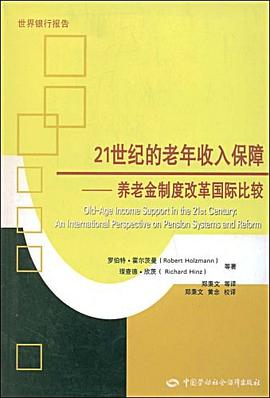 世界银行报告
21世纪的老年收入保障
——养老金制度改革国际比较
Old-Age Income Support in the 21st Century:
An International Perspective on Pension Systems and Reform
罗伯特·霍尔茨曼(Robert Holzmann)
理查德·欣茨(Richard Hinz)
等著
郑秉文 等译
郑秉文 黄念 校译
中国劳动社会保障出版社